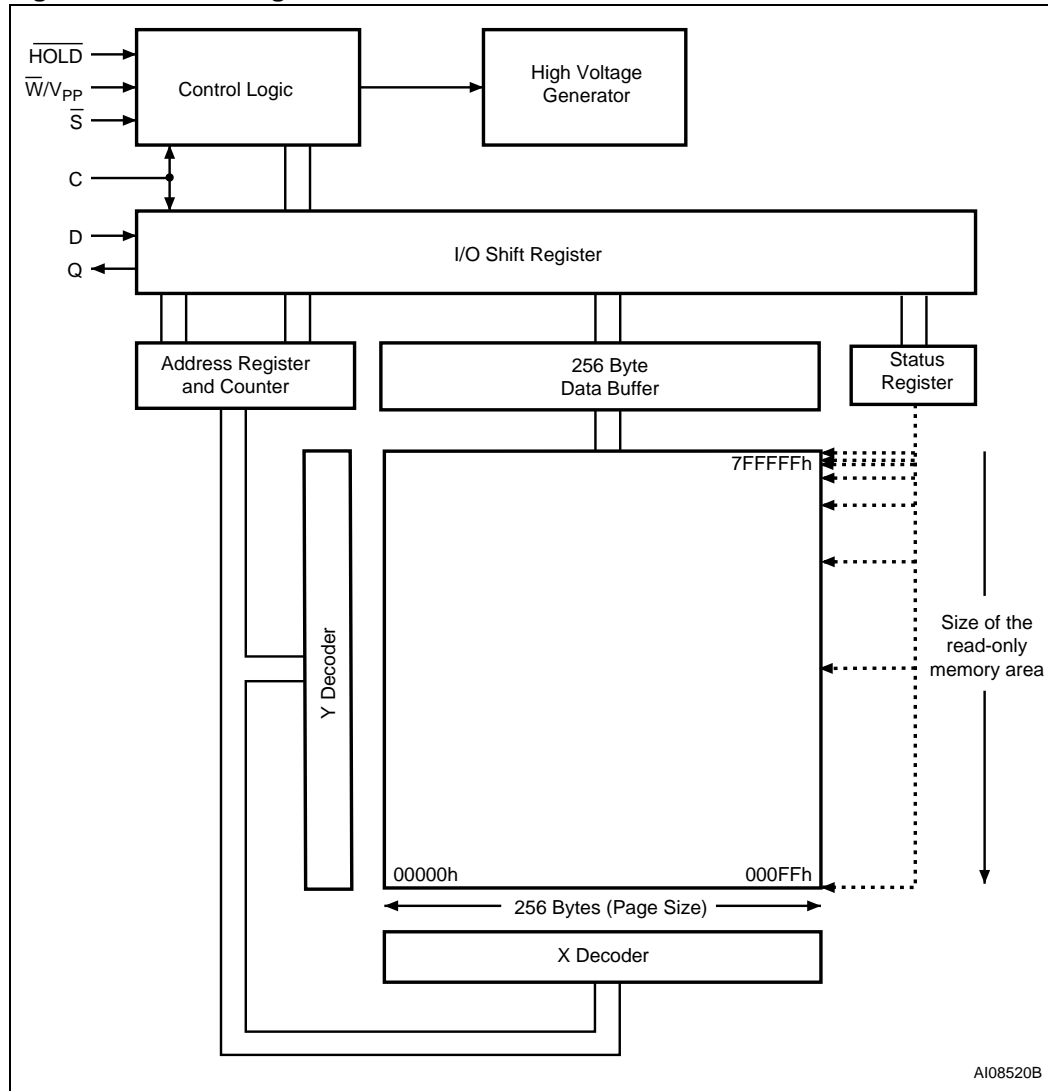 HOLD
W/VPP
S
C
D
Q
Control Logic
High Voltage
Generator
I/O Shift Register
Address Register
and Counter
256 Byte
Data Buffer
Status
Register
7FFFFFh
Y Decoder
Size of the
read-only
memory area
00000h
000FFh
256 Bytes (Page Size)
X Decoder
AI08520B